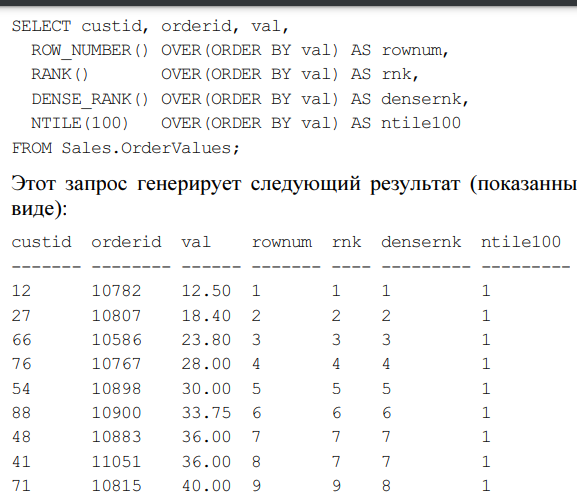 SELECT custid, orderid, val,
ROW_NUMBER() OVER(ORDER BY val) AS rownum,
RANK() OVER(ORDER BY val) AS rnk,
DENSE_RANK() OVER(ORDER BY val) AS densernk,
NTILE(100) OVER(ORDER BY val) AS ntile100
FROM Sales.OrderValues;
Этот запрос генерирует следующий результат (показанны
виде):
custid orderid val rownum rnk densernk ntile100
------- -------- ------ ------- ---- --------- ---------
12 10782 12.50 1 1 1 1
27 10807 18.40 2 2 2 1
66 10586 23.80 3 3 3 1
76 10767 28.00 4 4 4 1
54 10898 30.00 5 5 5 1
88 10900 33.75 6 6 6 1
48 10883 36.00 7 7 7 1
41 11051 36.00 8 7 7 1
71 10815 40.00 9 9 8 1